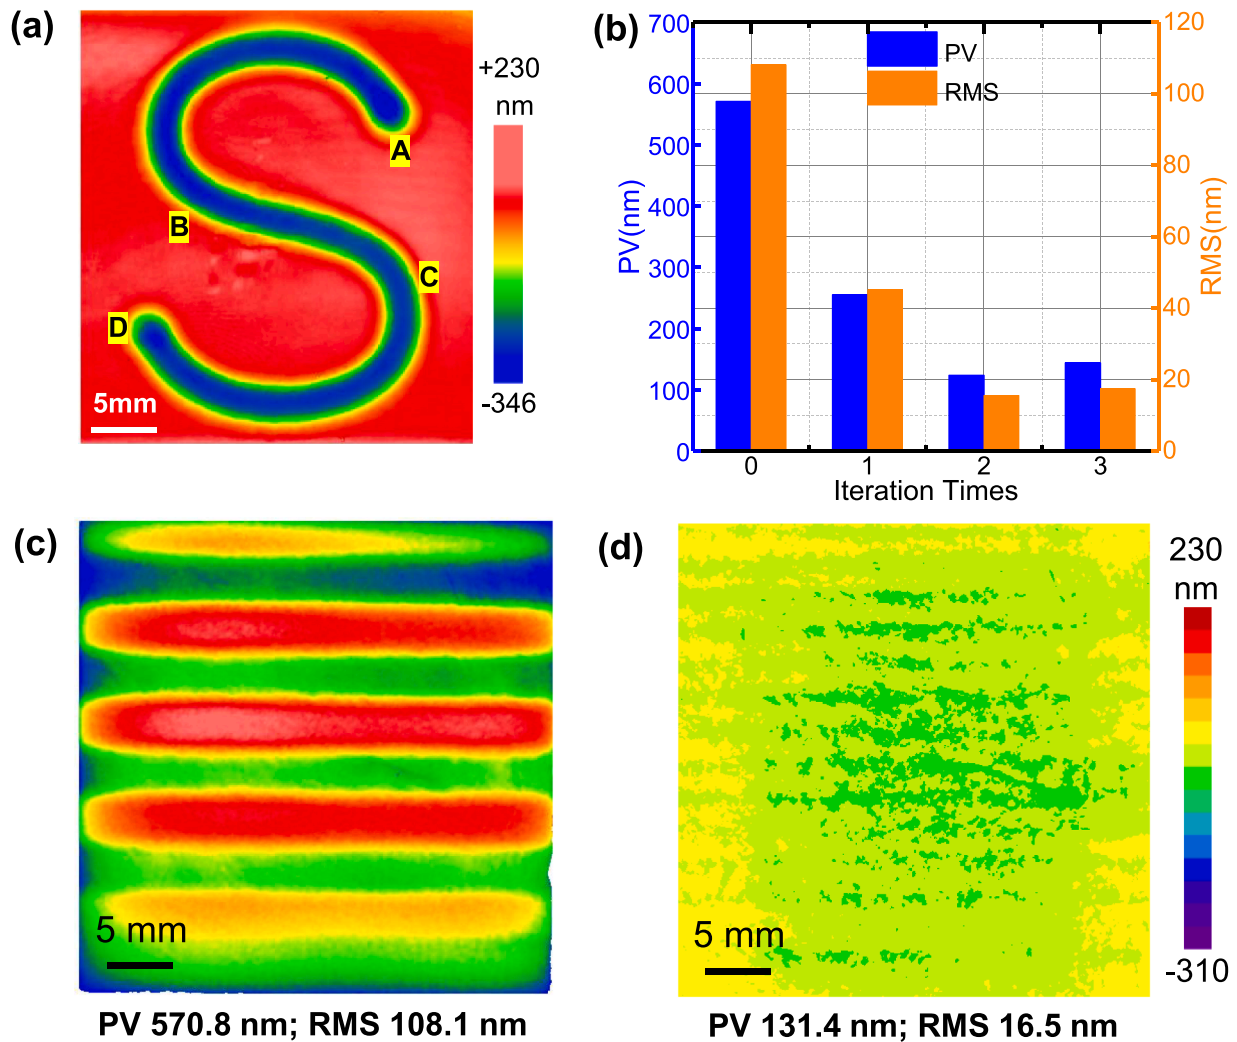 (a)
A
B
C
D
5mm
+230
nm
-346
(b)
700
600
500
400
300
200
100
0
PV(nm)
PV
RMS
120
100
80
60
40
20
0
RMS(nm)
0 1 2 3
Iteration Times
(c)
5 mm
PV 570.8 nm; RMS 108.1 nm
(d)
5 mm
230
nm
-310
PV 131.4 nm; RMS 16.5 nm